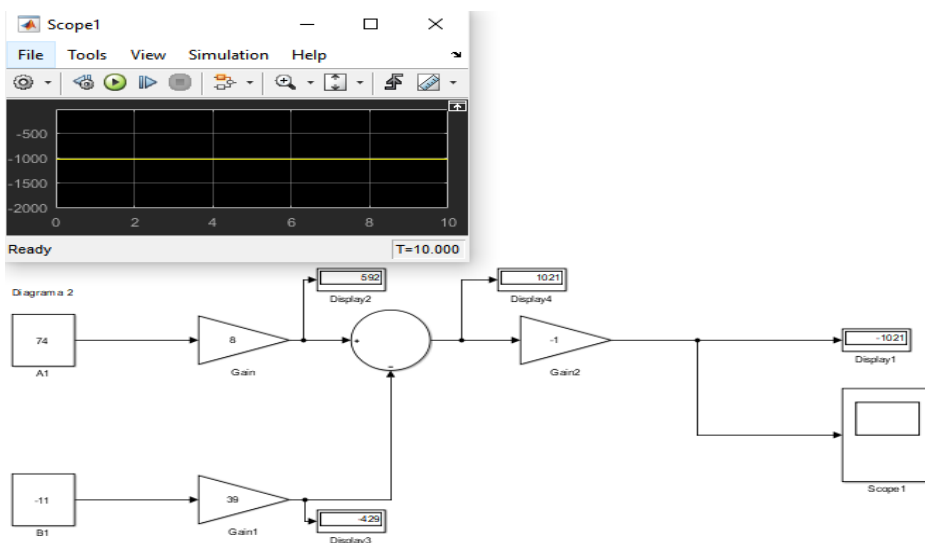 Scope1
File Tools View Simulation Help
-500
-1000
-1500
-2000
0 2 4 6 8 10
Ready T=10.000
Diagrama 2
592
Display2
1021
Display4
74
A1
8
Gain
+
-
-1
Gain2
-1021
Display1
Scope1
-11
B1
39
Gain1
-429
Display3